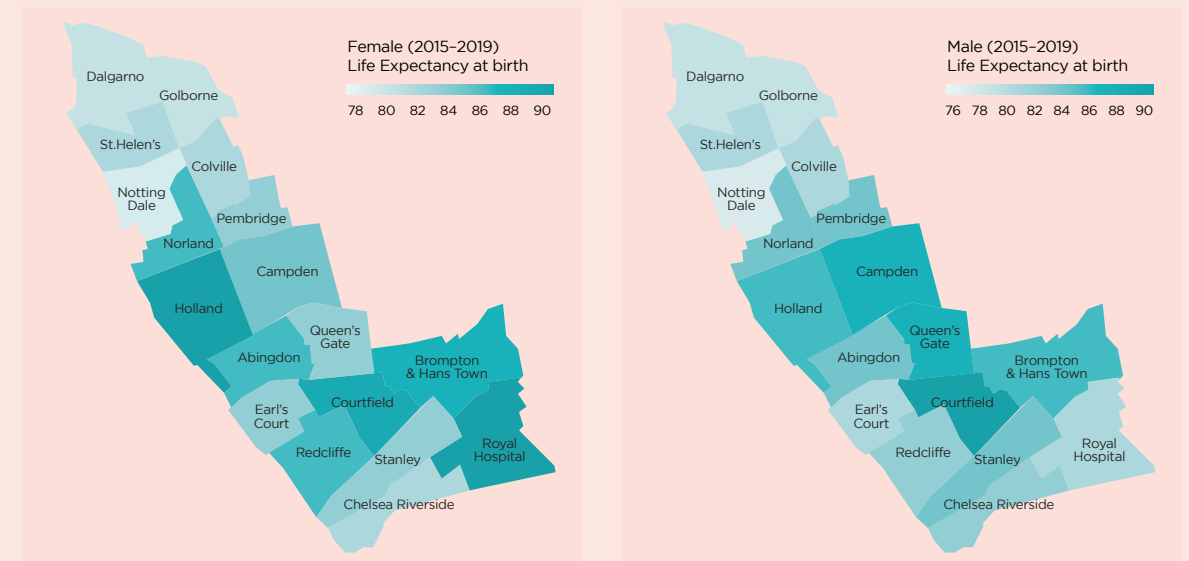 Female (2015–2019)
Life Expectancy at birth
78 80 82 84 86 88 90
Dalgarno
Golborne
St.Helen's
Colville
Notting
Dale
Pembridge
Norland
Campden
Holland
Queen's
Gate
Abingdon
Brompton
& Hans Town
Courtfield
Earl's
Court
Royal
Hospital
Redcliffe
Stanley
Chelsea Riverside
Male (2015–2019)
Life Expectancy at birth
76 78 80 82 84 86 88 90
Dalgarno
Golborne
St.Helen's
Colville
Notting
Dale
Pembridge
Norland
Campden
Holland
Queen's
Gate
Abingdon
Brompton
& Hans Town
Courtfield
Earl's
Court
Royal
Hospital
Redcliffe
Stanley
Chelsea Riverside